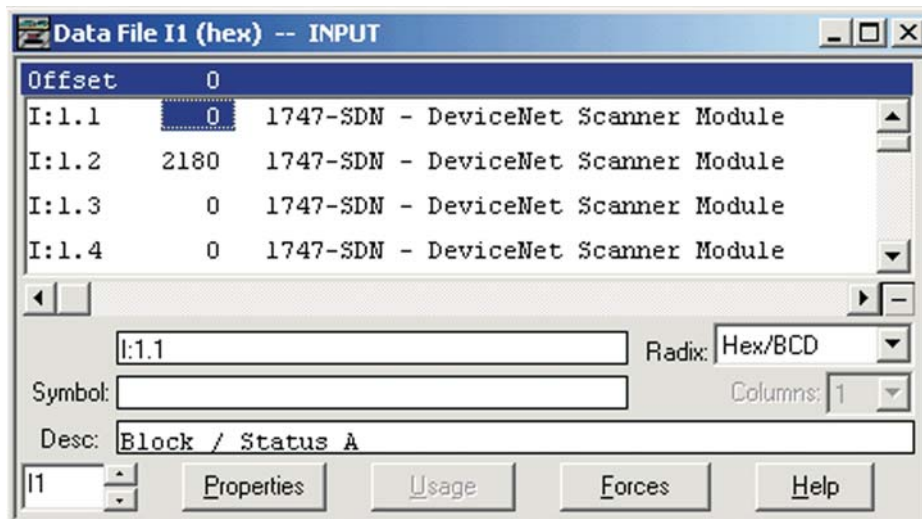 Data File I1 (hex) -- INPUT
Offset 0
I:1.1 0 1747-SDN - DeviceNet Scanner Module
I:1.2 2180 1747-SDN - DeviceNet Scanner Module
I:1.3 0 1747-SDN - DeviceNet Scanner Module
I:1.4 0 1747-SDN - DeviceNet Scanner Module
I:1.1 Radix: Hex/BCD
Symbol: Columns: 1
Desc: Block / Status A
I1 Properties Usage Forces Help